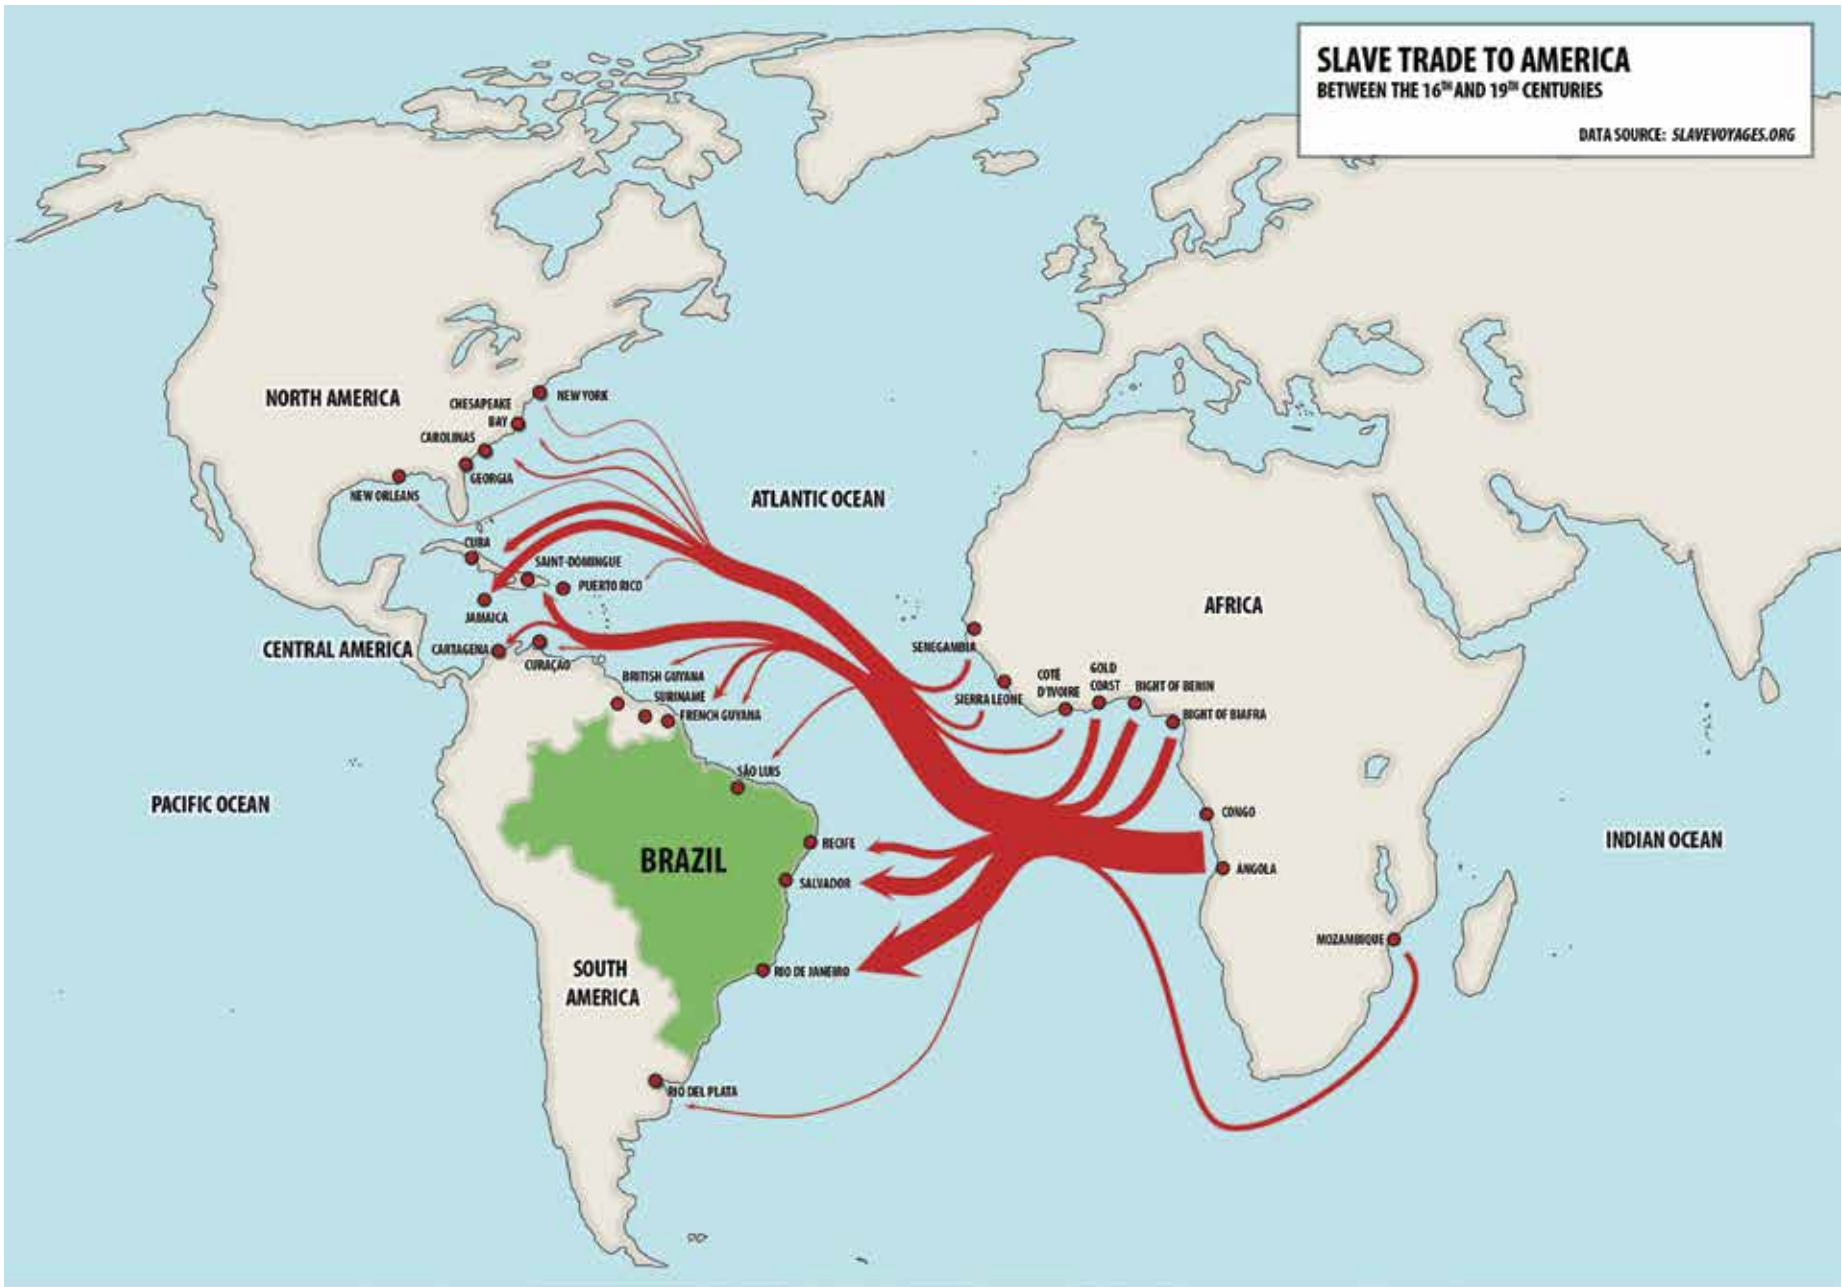 SLAVE TRADE TO AMERICA
BETWEEN THE 16TH AND 19TH CENTURIES
DATA SOURCE: SLAVEVOYAGES.ORG
NORTH AMERICA
NEW YORK
CHESAPEAKE
BAY
CAROLINAS
GEORGIA
NEW ORLEANS
ATLANTIC OCEAN
CUBA
SAINT-DOMINGUE
PUERTO RICO
JAMAICA
CENTRAL AMERICA
CARTAGENA
CURAÇAO
BRITISH GUYANA
SURINAME
FRENCH GUYANA
AFRICA
SENEGAMBIA
SIERRA LEONE
COTÊ
D'IVOIRE
GOLD
COAST
BIGHT OF BENIN
BIGHT OF BIAFRA
SÃO LUIS
PACIFIC OCEAN
CONGO
INDIAN OCEAN
RECIFE
BRAZIL
SALVADOR
ANGOLA
MOZAMBIQUE
SOUTH
AMERICA
RIO DE JANEIRO
RIO DEL PLATA